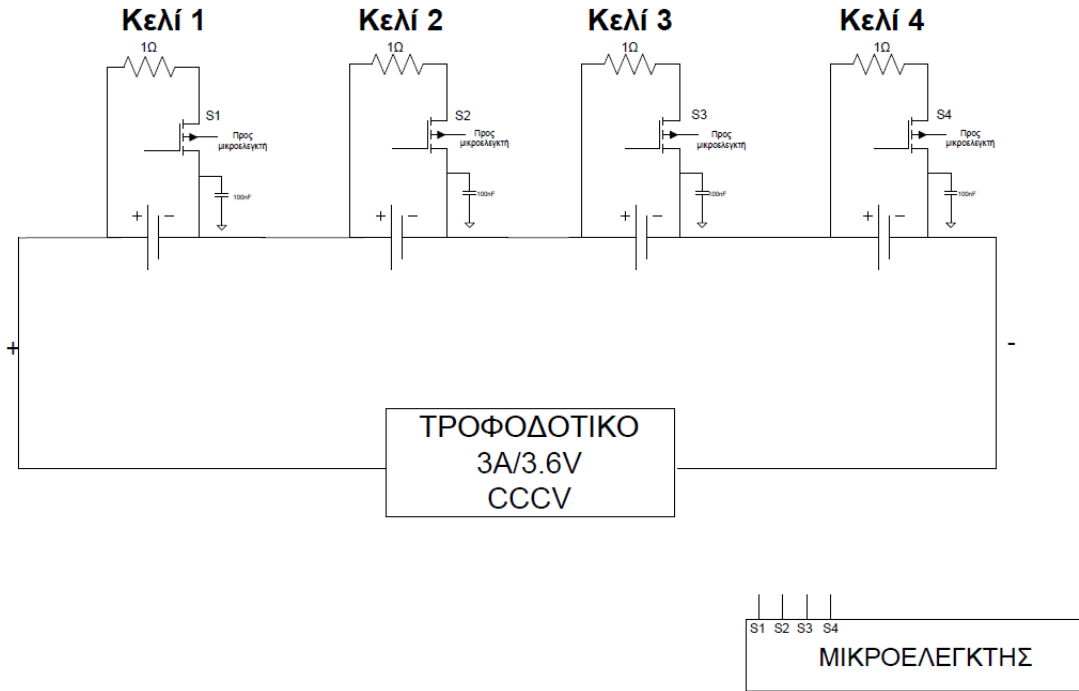 Κελί 1
Κελί 2
Κελί 3
Κελί 4
1Ω
1Ω
1Ω
1Ω
S1
Προς
μικροελεγκτή
S2
Προς
μικροελεγκτή
S3
Προς
μικροελεγκτή
S4
Προς
μικροελεγκτή
100nF
100nF
100nF
100nF
+ −
+ −
+ −
+ −
+
-
ΤΡΟΦΟΔΟΤΙΚΟ
3A/3.6V
CCCV
S1 S2 S3 S4
ΜΙΚΡΟΕΛΕΓΚΤΗΣ